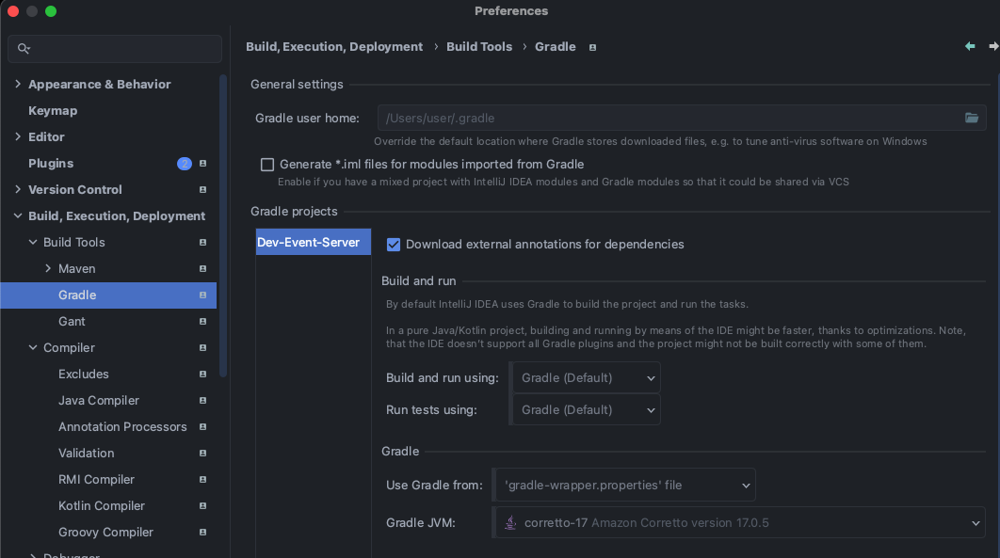 Preferences
Build, Execution, Deployment › Build Tools › Gradle
Appearance & Behavior
Keymap
Editor
Plugins 2
Version Control
Build, Execution, Deployment
Build Tools
Maven
Gradle
Gant
Compiler
Excludes
Java Compiler
Annotation Processors
Validation
RMI Compiler
Kotlin Compiler
Groovy Compiler
Debugger
General settings
Gradle user home: /Users/user/.gradle
Override the default location where Gradle stores downloaded files, e.g. to tune anti-virus software on Windows
Generate *.iml files for modules imported from Gradle
Enable if you have a mixed project with IntelliJ IDEA modules and Gradle modules so that it could be shared via VCS
Gradle projects
Dev-Event-Server
Download external annotations for dependencies
Build and run
By default IntelliJ IDEA uses Gradle to build the project and run the tasks.
In a pure Java/Kotlin project, building and running by means of the IDE might be faster, thanks to optimizations. Note,
that the IDE doesn't support all Gradle plugins and the project might not be built correctly with some of them.
Build and run using: Gradle (Default)
Run tests using: Gradle (Default)
Gradle
Use Gradle from: 'gradle-wrapper.properties' file
Gradle JVM: corretto-17 Amazon Corretto version 17.0.5